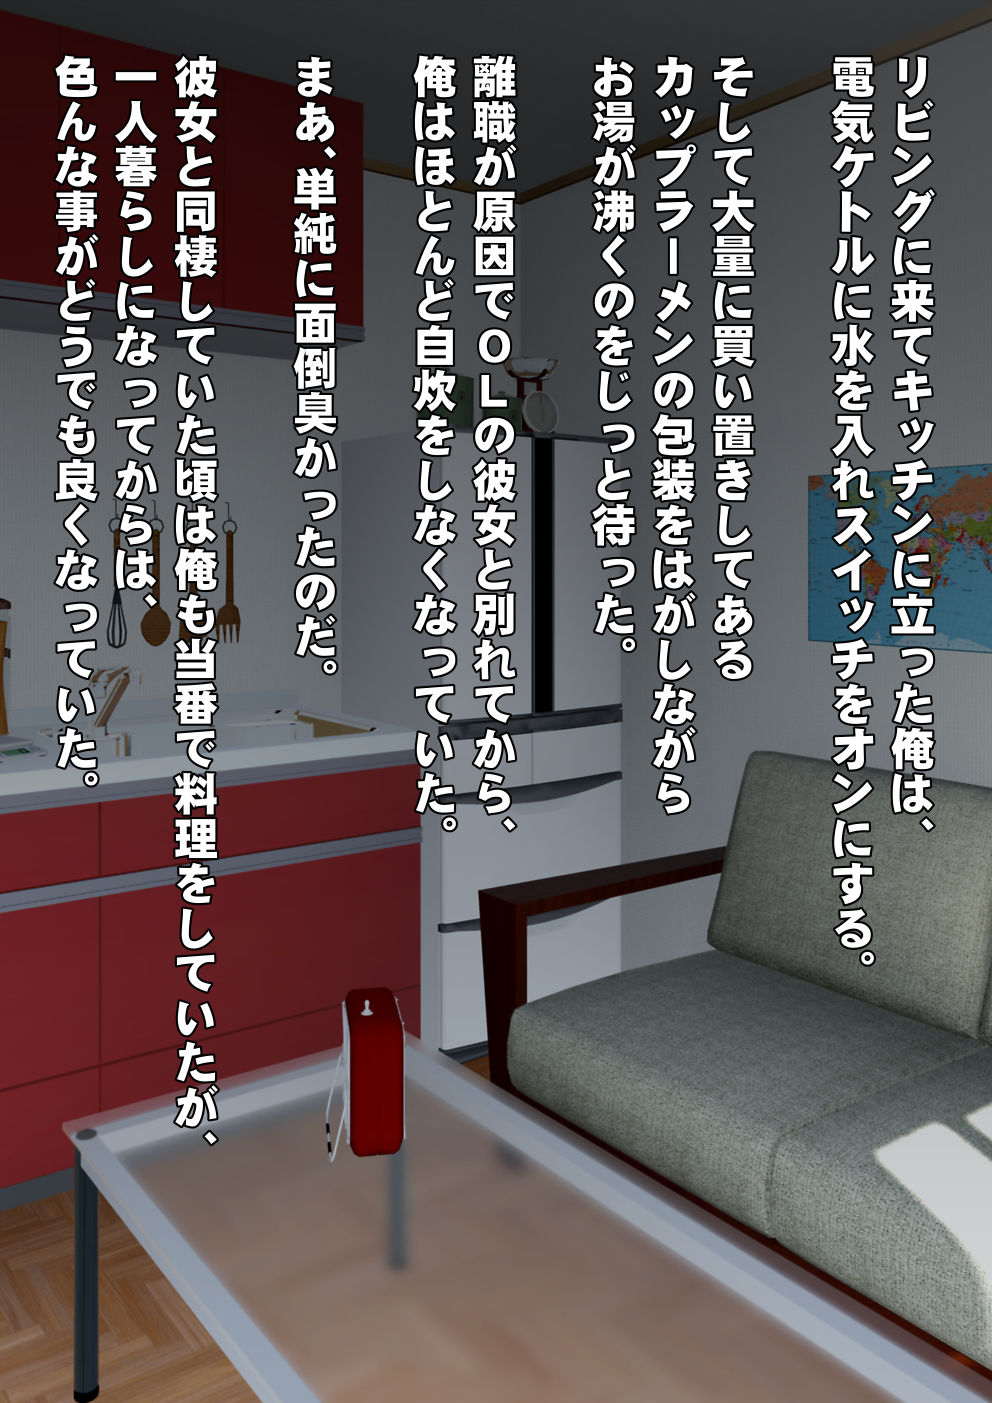 リビングに来てキッチンに立った俺は、
電気ケトルに水を入れスイッチをオンにする。
そして大量に買い置きしてある
カップラーメンの包装をはがしながら
お湯が沸くのをじっと待った。
離職が原因でＯＬの彼女と別れてから、
俺はほとんど自炊をしなくなっていた。
まあ、単純に面倒臭かったのだ。
彼女と同棲していた頃は俺も当番で料理をしていたが、
一人暮らしになってからは、
色んな事がどうでも良くなっていた。